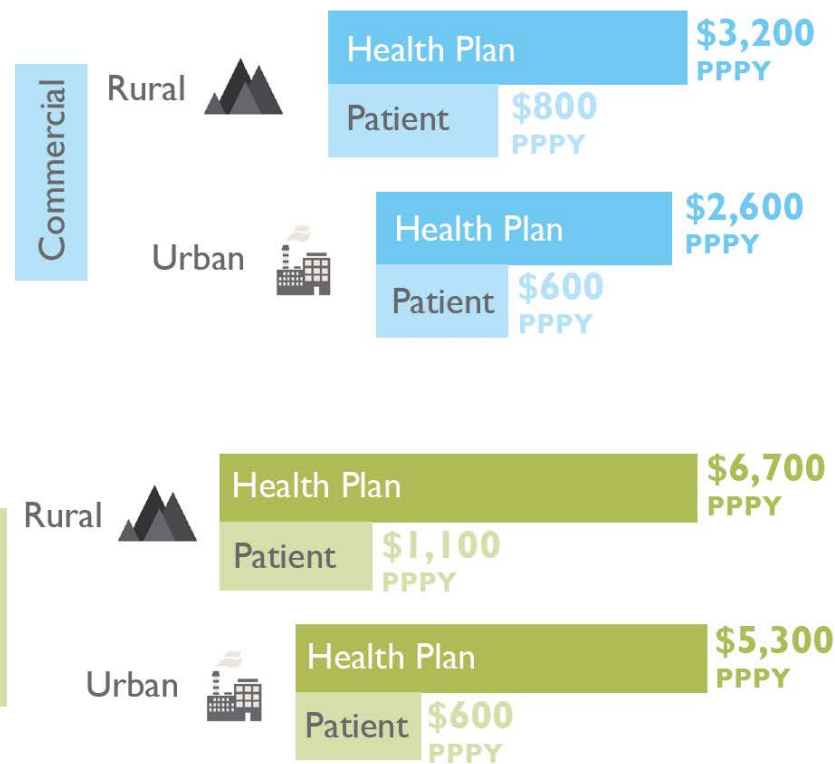 Commercial
Rural
Health Plan
$3,200
PPPY
Patient
$800
PPPY
Urban
Health Plan
$2,600
PPPY
Patient
$600
PPPY
Rural
Health Plan
$6,700
PPPY
Patient
$1,100
PPPY
Urban
Health Plan
$5,300
PPPY
Patient
$600
PPPY